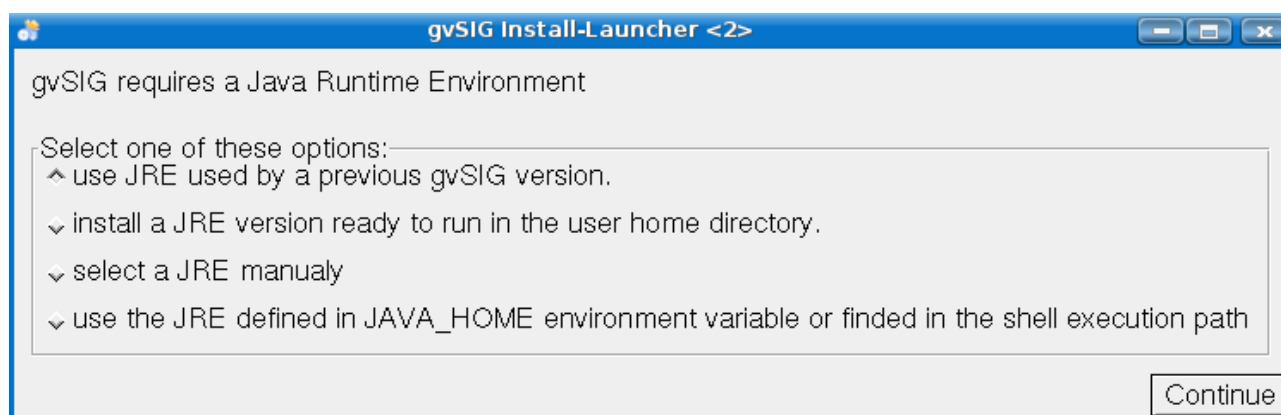 gvSIG Install-Launcher <2>
gvSIG requires a Java Runtime Environment
Select one of these options:
use JRE used by a previous gvSIG version.
install a JRE version ready to run in the user home directory.
select a JRE manualy
use the JRE defined in JAVA_HOME environment variable or finded in the shell execution path
Continue